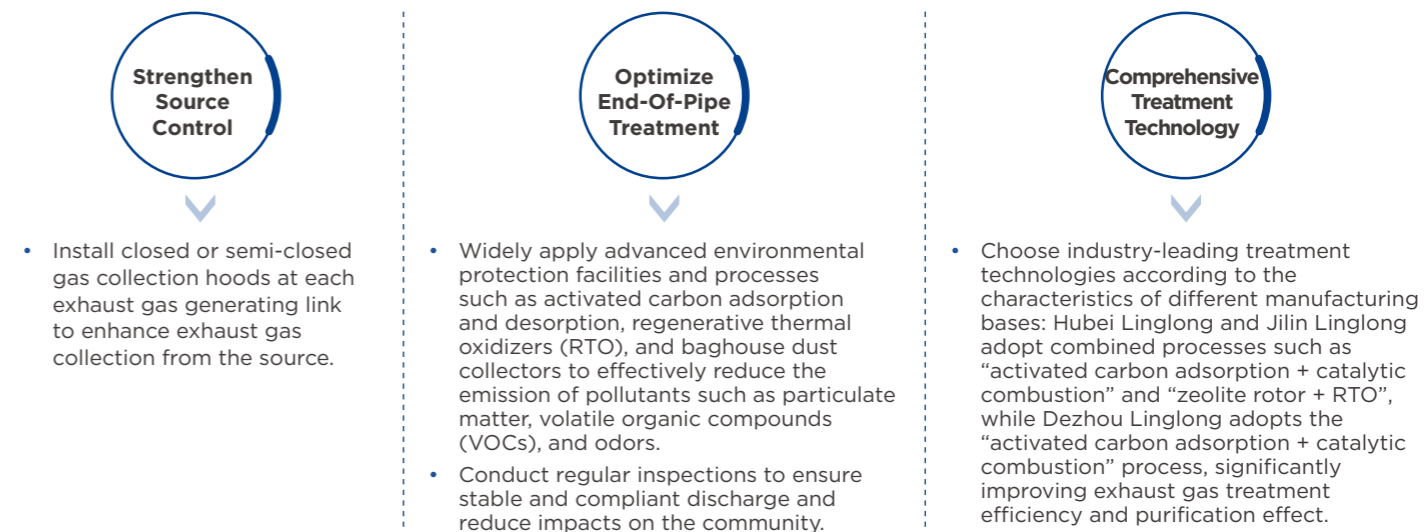 Strengthen
Source
Control
• Install closed or semi-closed
gas collection hoods at each
exhaust gas generating link
to enhance exhaust gas
collection from the source.
Optimize
End-Of-Pipe
Treatment
• Widely apply advanced environmental
protection facilities and processes
such as activated carbon adsorption
and desorption, regenerative thermal
oxidizers (RTO), and baghouse dust
collectors to effectively reduce the
emission of pollutants such as particulate
matter, volatile organic compounds
(VOCs), and odors.
• Conduct regular inspections to ensure
stable and compliant discharge and
reduce impacts on the community.
Comprehensive
Treatment
Technology
• Choose industry-leading treatment
technologies according to the
characteristics of different manufacturing
bases: Hubei Linglong and Jilin Linglong
adopt combined processes such as
“activated carbon adsorption + catalytic
combustion” and “zeolite rotor + RTO”,
while Dezhou Linglong adopts the
“activated carbon adsorption + catalytic
combustion” process, significantly
improving exhaust gas treatment
efficiency and purification effect.